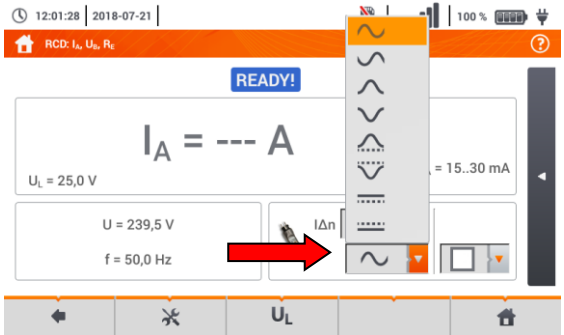 12:01:28 2018-07-21 100 %
RCD: IA, UB, RE
READY!
IA = --- A
UL = 25,0 V
= 15..30 mA
U = 239,5 V
IΔn
f = 50,0 Hz
UL